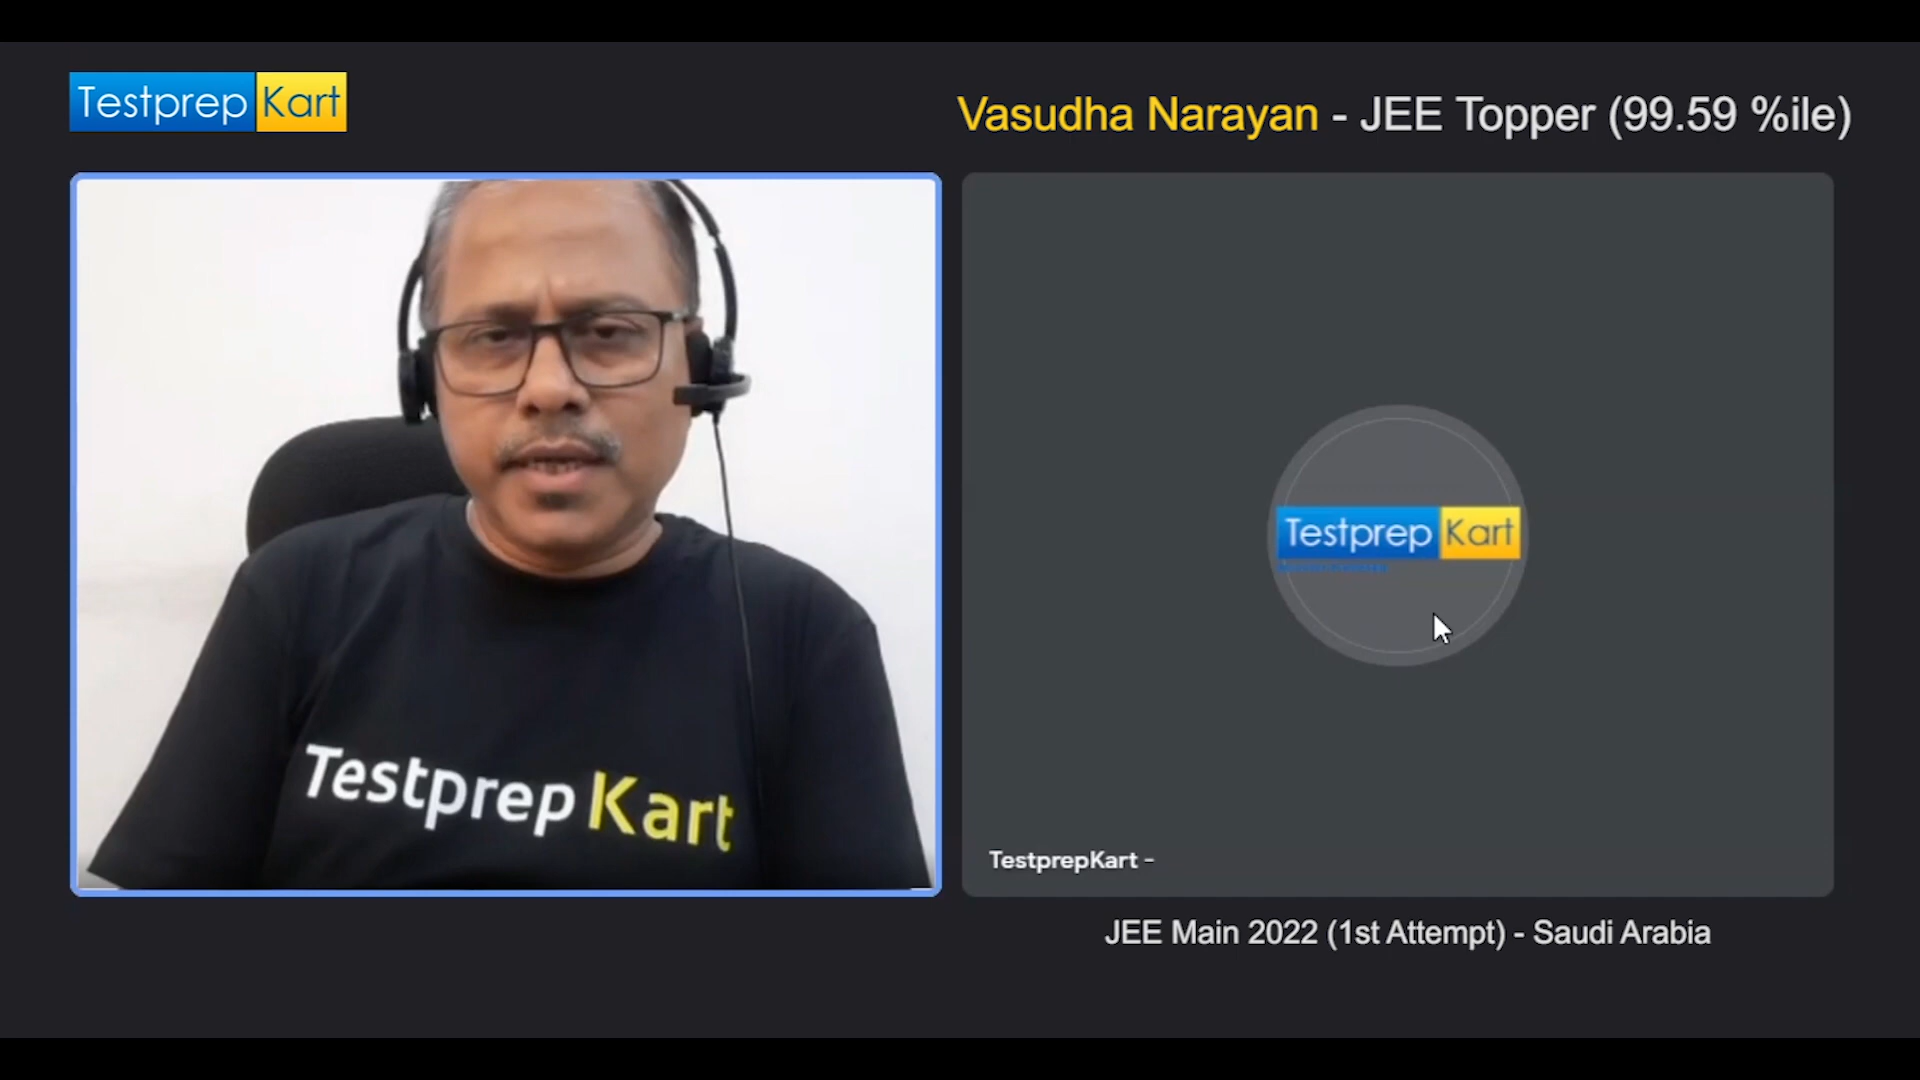 Testprep Kart
Vasudha Narayan - JEE Topper (99.59 %ile)
Testprep Kart
Testprep Kart
TestprepKart -
JEE Main 2022 (1st Attempt) - Saudi Arabia